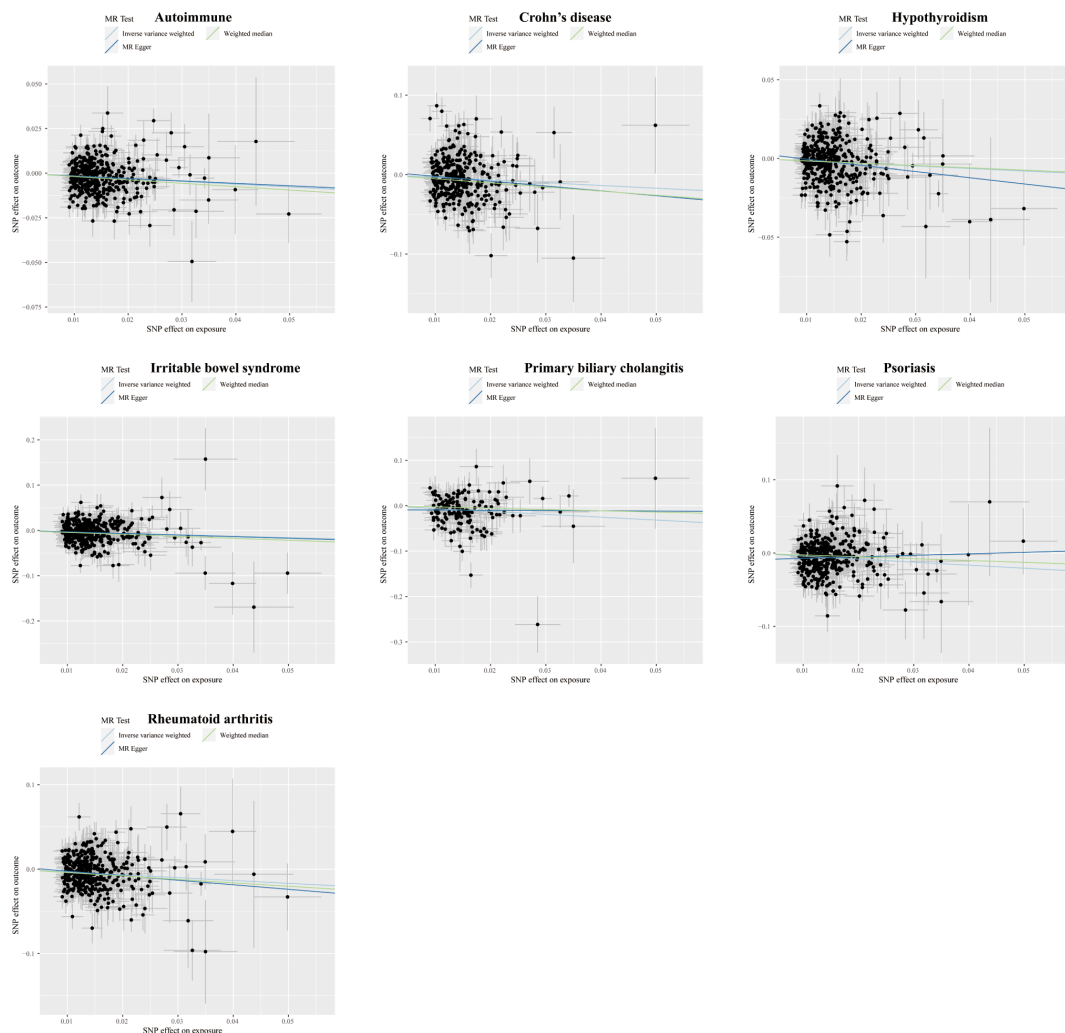 MR Test Autoimmune
Inverse variance weighted Weighted median
MR Egger
0.050
0.025
0.000
−0.025
−0.050
−0.075
SNP effect on outcome
0.01 0.02 0.03 0.04 0.05
SNP effect on exposure
MR Test Crohn’s disease
Inverse variance weighted Weighted median
MR Egger
0.1
0.0
−0.1
SNP effect on outcome
0.01 0.02 0.03 0.04 0.05
SNP effect on exposure
MR Test Hypothyroidism
Inverse variance weighted Weighted median
MR Egger
0.05
0.00
−0.05
SNP effect on outcome
0.01 0.02 0.03 0.04 0.05
SNP effect on exposure
MR Test Irritable bowel syndrome
Inverse variance weighted Weighted median
MR Egger
0.2
0.1
0.0
−0.1
−0.2
SNP effect on outcome
0.01 0.02 0.03 0.04 0.05
SNP effect on exposure
MR Test Primary biliary cholangitis
Inverse variance weighted Weighted median
MR Egger
0.1
0.0
−0.1
−0.2
−0.3
SNP effect on outcome
0.01 0.02 0.03 0.04 0.05
SNP effect on exposure
MR Test Psoriasis
Inverse variance weighted Weighted median
MR Egger
0.1
0.0
−0.1
SNP effect on outcome
0.01 0.02 0.03 0.04 0.05
SNP effect on exposure
MR Test Rheumatoid arthritis
Inverse variance weighted Weighted median
MR Egger
0.1
0.0
−0.1
SNP effect on outcome
0.01 0.02 0.03 0.04 0.05
SNP effect on exposure